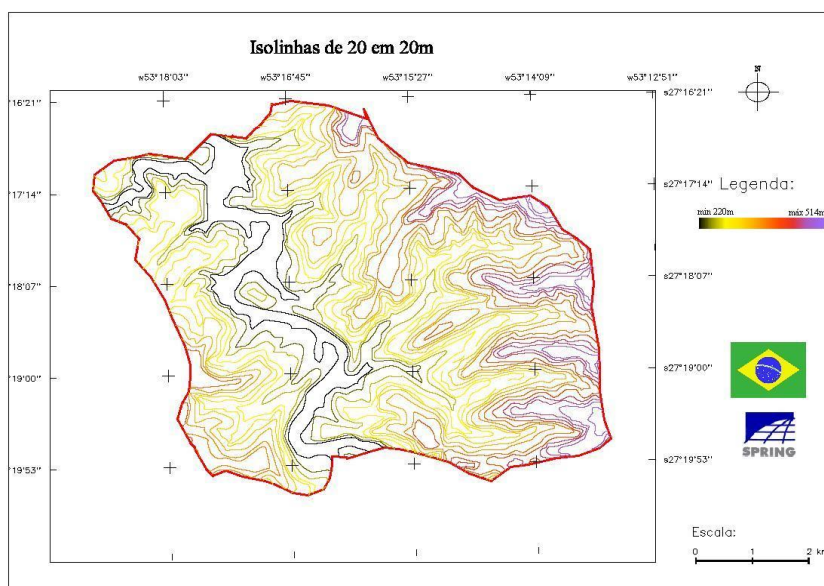 Isolinhas de 20 em 20m
w53°18'03'' w53°16'45'' w53°15'27'' w53°14'09'' w53°12'51''
N
°16'21'' s27°16'21''
°17'14'' s27°17'14''
Legenda:
min 220m máx 514m
°18'07'' s27°18'07''
°19'00'' s27°19'00''
SPRING
°19'53'' s27°19'53''
Escala:
0 1 2 km